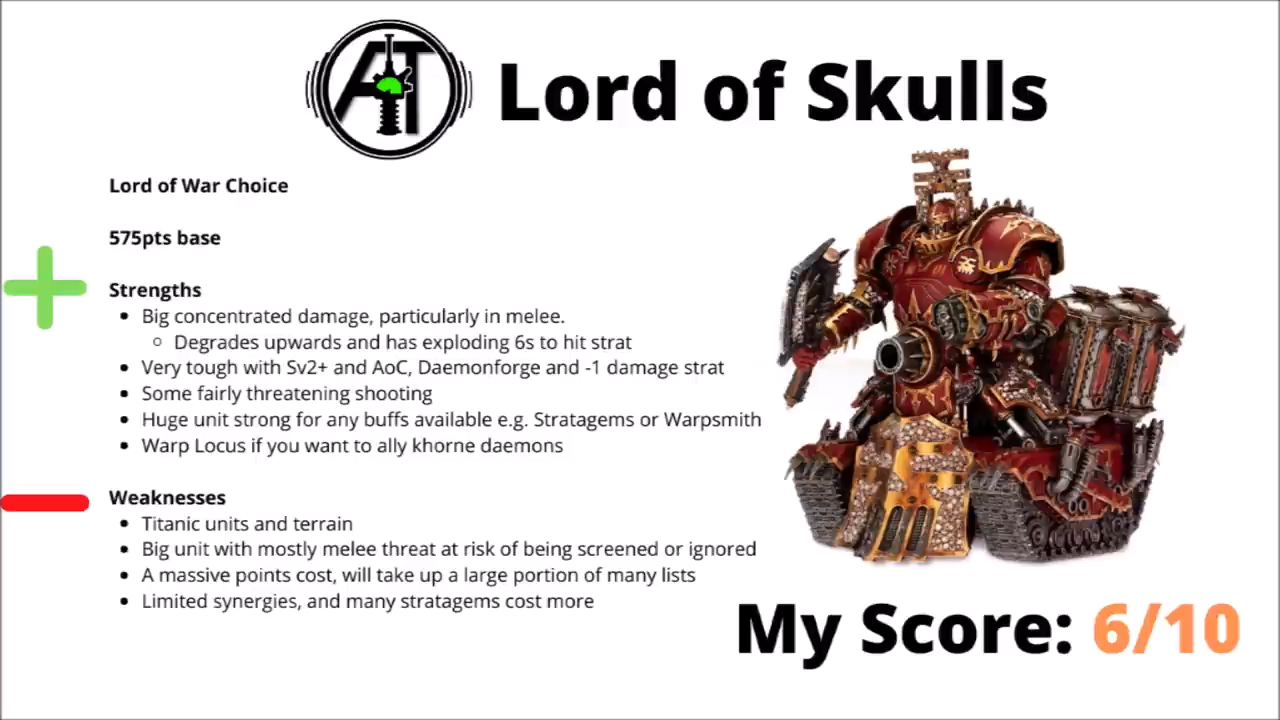 AT
Lord of Skulls
Lord of War Choice
575pts base
Strengths
• Big concentrated damage, particularly in melee.
○ Degrades upwards and has exploding 6s to hit strat
• Very tough with Sv2+ and AoC, Daemonforge and -1 damage strat
• Some fairly threatening shooting
• Huge unit strong for any buffs available e.g. Stratagems or Warpsmith
• Warp Locus if you want to ally khorne daemons
Weaknesses
• Titanic units and terrain
• Big unit with mostly melee threat at risk of being screened or ignored
• A massive points cost, will take up a large portion of many lists
• Limited synergies, and many stratagems cost more
My Score: 6/10